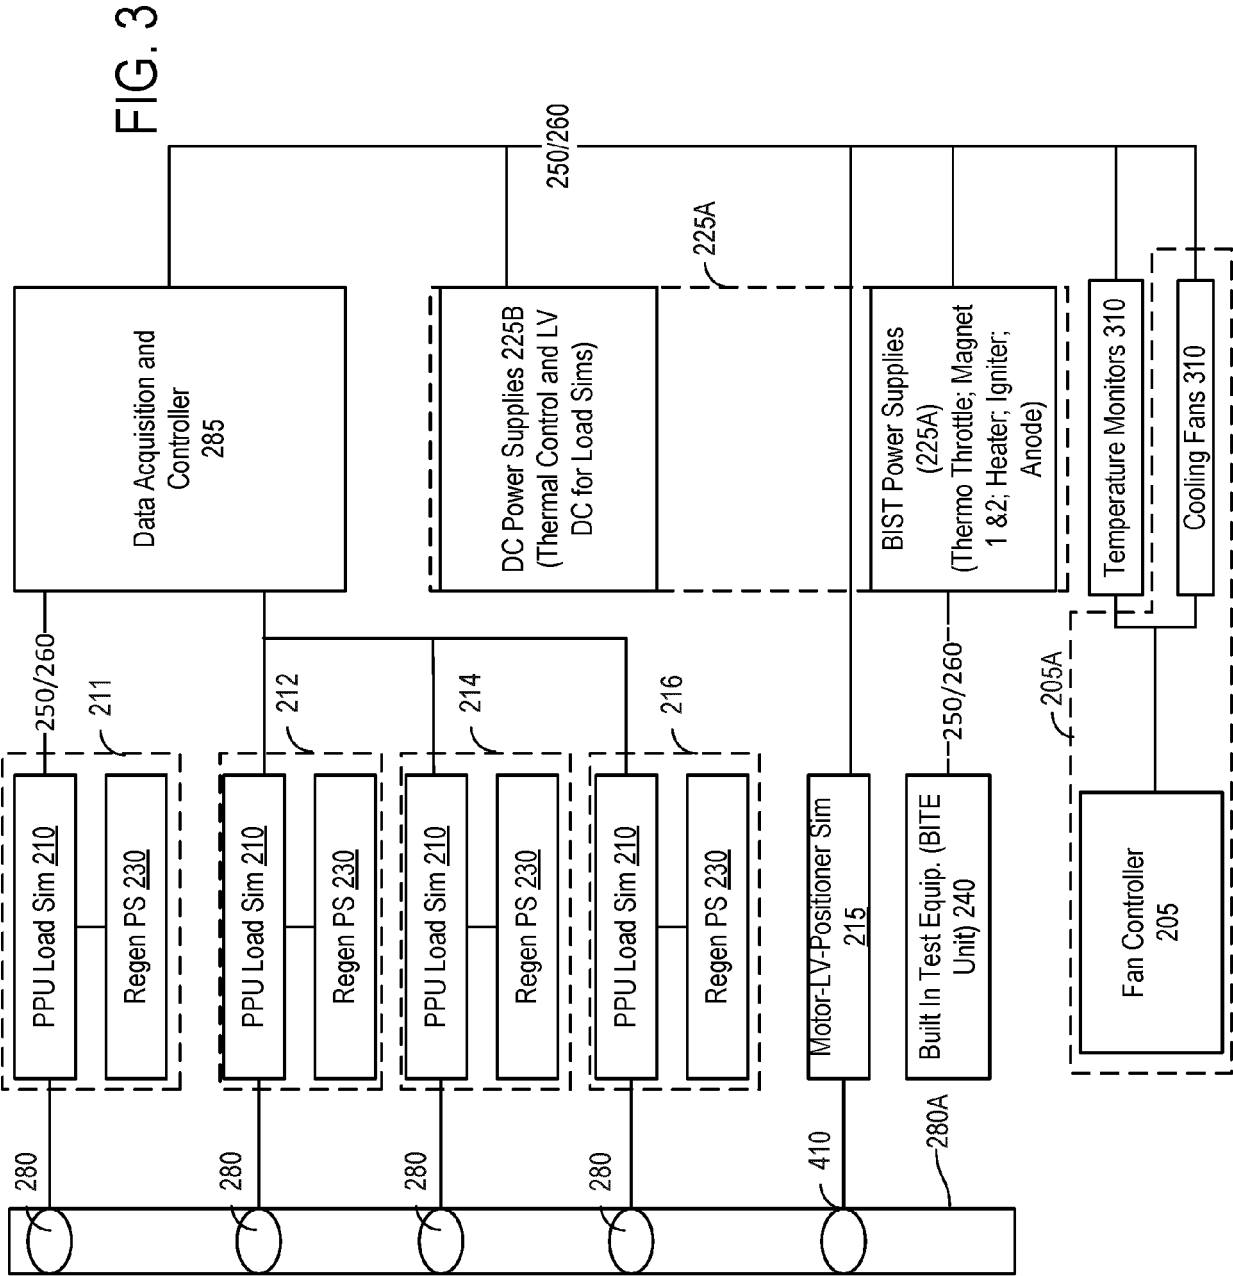 FIG. 3
280
PPU Load Sim 210
Regen PS 230
211
250/260
Data Acquisition and
Controller
285
280
PPU Load Sim 210
Regen PS 230
212
280
PPU Load Sim 210
Regen PS 230
214
280
PPU Load Sim 210
Regen PS 230
216
DC Power Supplies 225B
(Thermal Control and LV
DC for Load Sims)
250/260
225A
410
Motor-LV-Positioner Sim
215
280A
Built In Test Equip. (BITE
Unit) 240
250/260
BIST Power Supplies
(225A)
(Thermo Throttle; Magnet
1 &2; Heater; Igniter;
Anode)
205A
Fan Controller
205
Temperature Monitors 310
Cooling Fans 310